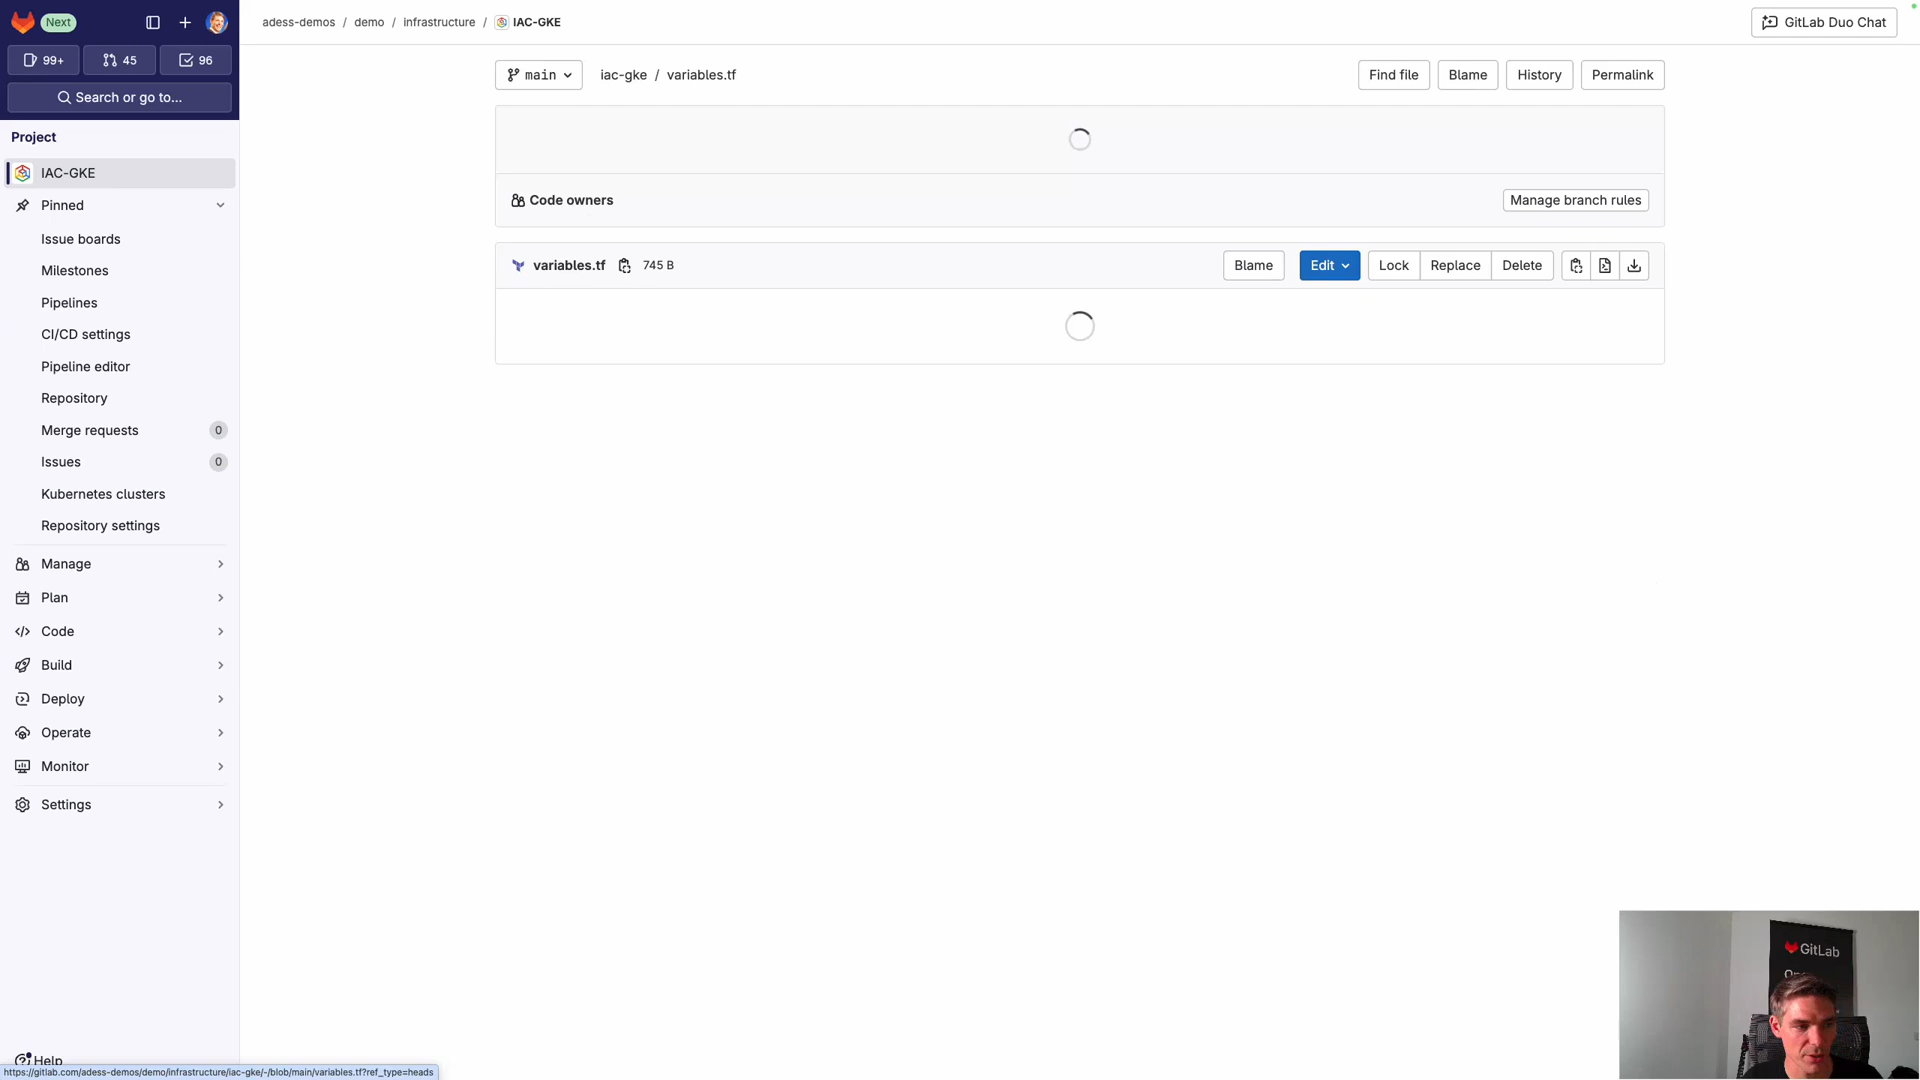 Next
adess-demos / demo / infrastructure / IAC-GKE
GitLab Duo Chat
99+
45
96
Search or go to...
Project
IAC-GKE
Pinned
Issue boards
Milestones
Pipelines
CI/CD settings
Pipeline editor
Repository
Merge requests 0
Issues 0
Kubernetes clusters
Repository settings
Manage
Plan
Code
Build
Deploy
Operate
Monitor
Settings
Help
main
iac-gke / variables.tf
Find file
Blame
History
Permalink
Code owners
Manage branch rules
variables.tf
745 B
Blame
Edit
Lock
Replace
Delete
GitLab
https://gitlab.com/adess-demos/demo/infrastructure/iac-gke/-/blob/main/variables.tf?ref_type=heads